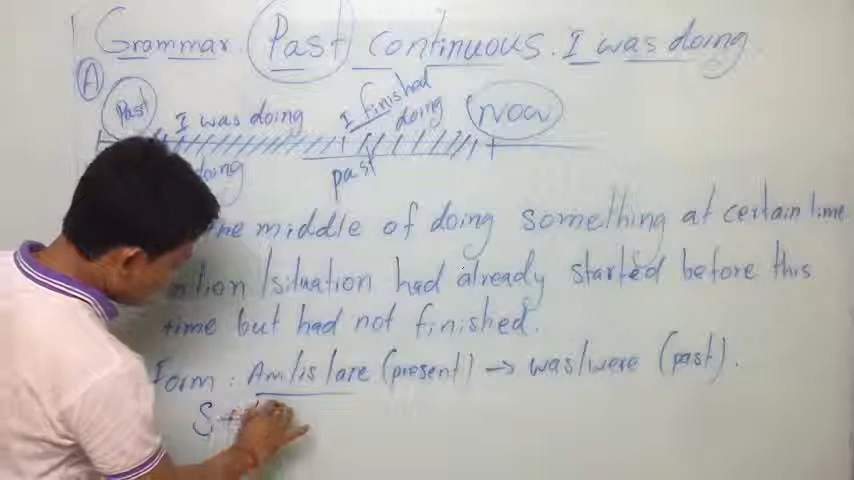 Grammar. Past continuous. I was doing.
A
Past I was doing I finished doing Now
doing past
the middle of doing something at certain time
/situation had already started before this
time but had not finished.
Form: Am/is/are (present) → was/were (past).
S +